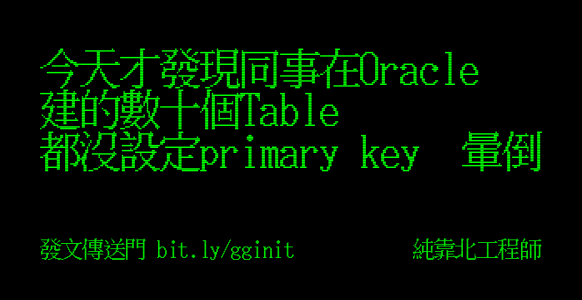 今天才發現同事在Oracle
建的數十個Table
都沒設定primary key 暈倒
發文傳送門 bit.ly/gginit 純靠北工程師